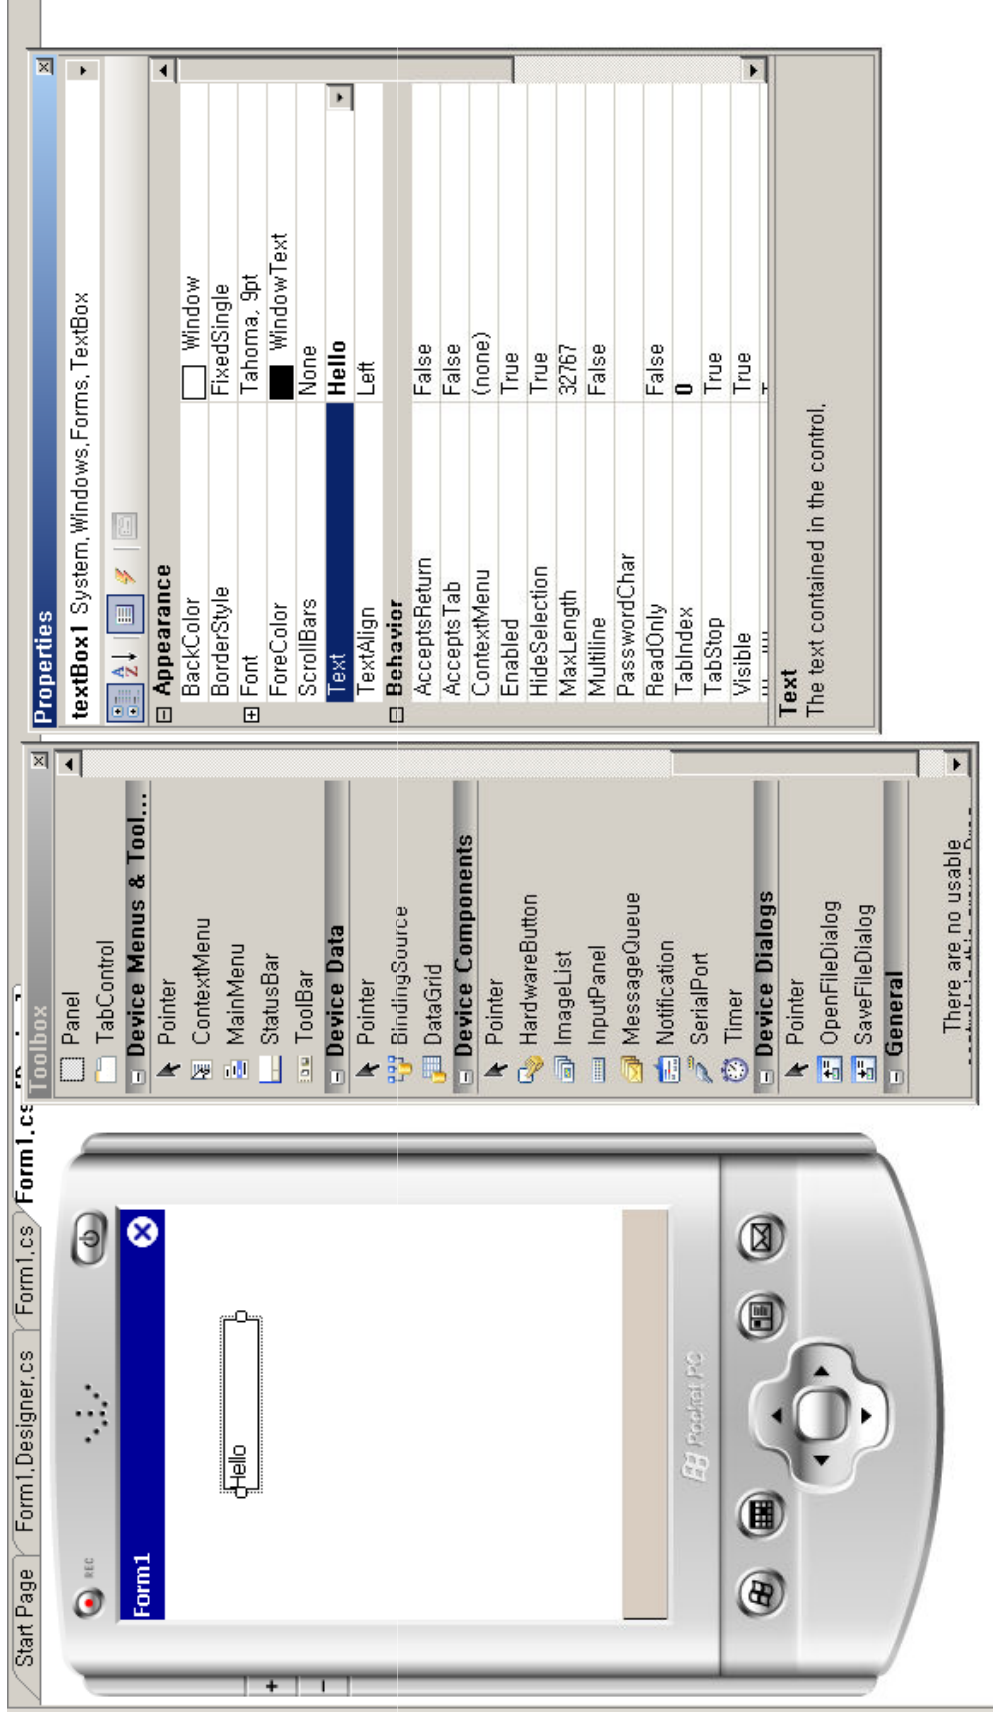 Start Page
Form1.Designer.cs
Form1.cs
REC
Form1
Hello
Pocket PC
+
−
Toolbox
Panel
TabControl
Device Menus & Tool...
Pointer
ContextMenu
MainMenu
StatusBar
ToolBar
Device Data
Pointer
BindingSource
DataGrid
Device Components
Pointer
HardwareButton
ImageList
InputPanel
MessageQueue
Notification
SerialPort
Timer
Device Dialogs
Pointer
OpenFileDialog
SaveFileDialog
General
There are no usable
Properties
textBox1 System.Windows.Forms.TextBox
Appearance
BackColor Window
BorderStyle FixedSingle
Font Tahoma, 9pt
ForeColor WindowText
ScrollBars None
Text Hello
TextAlign Left
Behavior
AcceptsReturn False
AcceptsTab False
ContextMenu (none)
Enabled True
HideSelection True
MaxLength 32767
Multiline False
PasswordChar
ReadOnly False
TabIndex 0
TabStop True
Visible True
Text
The text contained in the control.